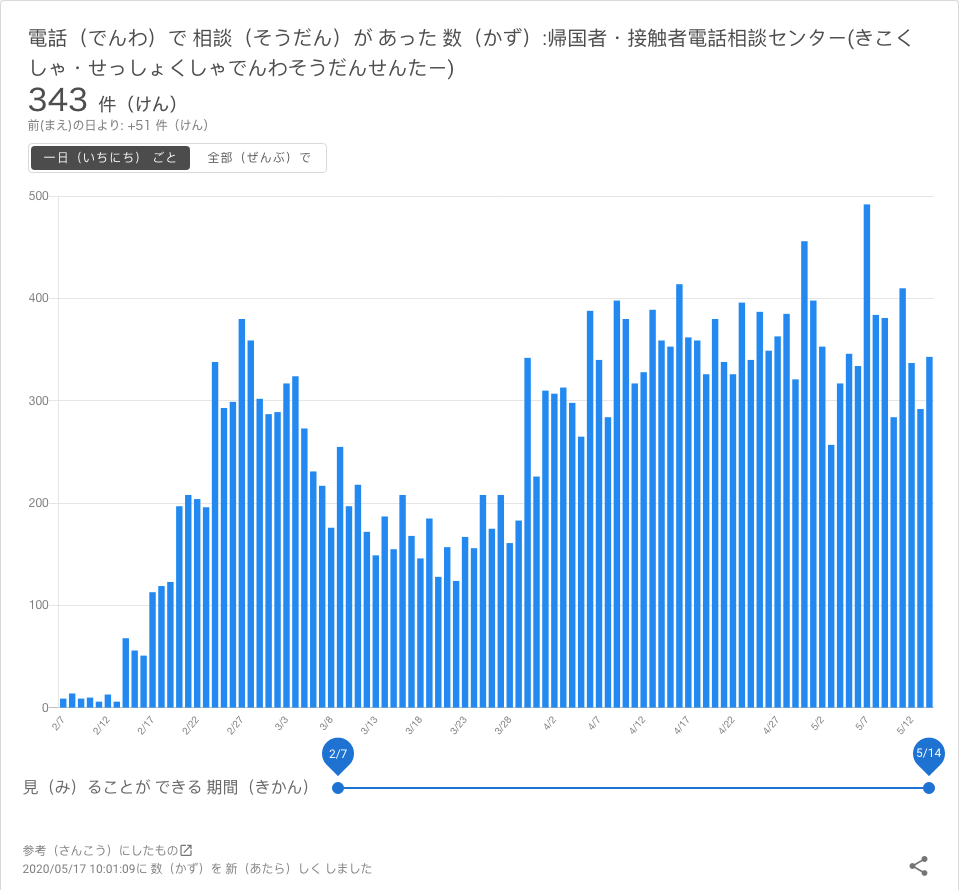 電話（でんわ）で 相談（そうだん）が あった 数（かず）:帰国者・接触者電話相談センター(きこく
しゃ・せっしょくしゃでんわそうだんせんたー)
343 件（けん）
前(まえ)の日より: +51 件（けん）
一日（いちにち） ごと 全部（ぜんぶ）で
500
400
300
200
100
0
2/7 2/12 2/17 2/22 2/27 3/3 3/8 3/13 3/18 3/23 3/28 4/2 4/7 4/12 4/17 4/22 4/27 5/2 5/7 5/12
2/7 5/14
見（み）ることが できる 期間（きかん）
参考（さんこう）にしたもの
2020/05/17 10:01:09に 数（かず）を 新（あたら）しく しました